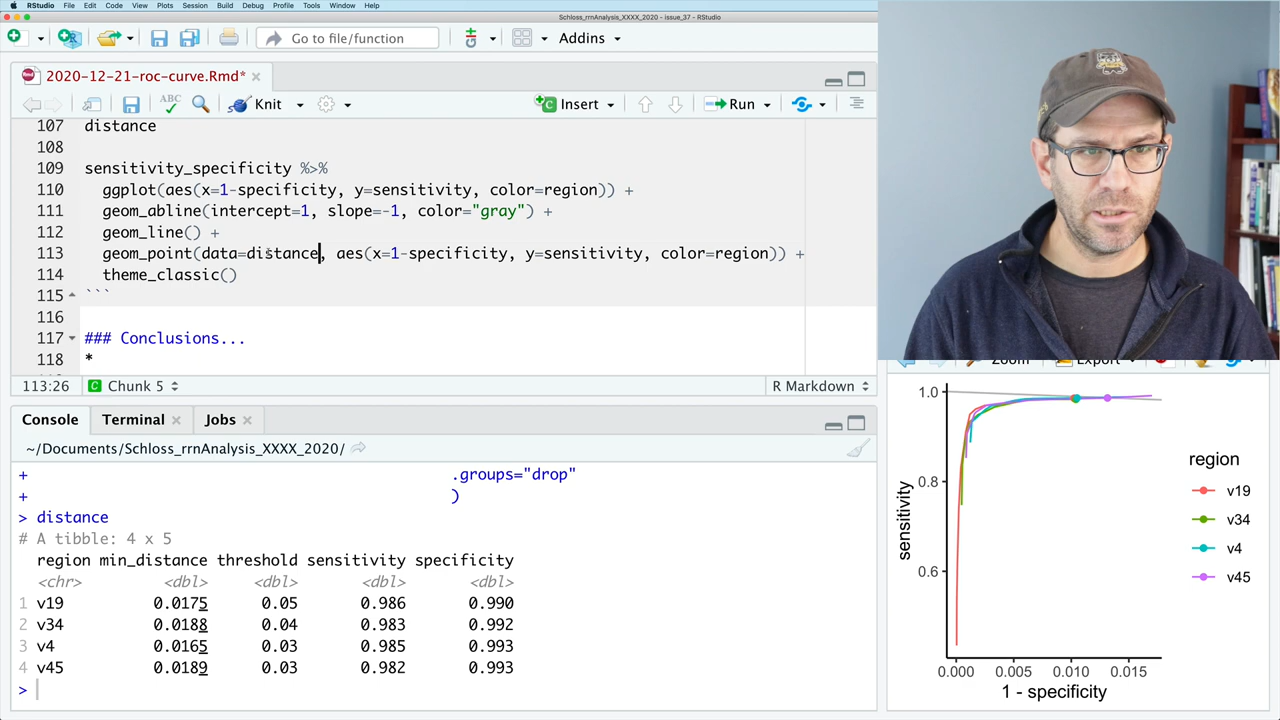 RStudio File Edit Code View Plots Session Build Debug Profile Tools Window Help
Schloss_rrnAnalysis_XXXX_2020 - issue_37 - RStudio
Go to file/function Addins
2020-12-21-roc-curve.Rmd*
ABC Knit Insert Run
107 distance
108
109 sensitivity_specificity %>%
110 ggplot(aes(x=1-specificity, y=sensitivity, color=region)) +
111 geom_abline(intercept=1, slope=-1, color="gray") +
112 geom_line() +
113 geom_point(data=distance, aes(x=1-specificity, y=sensitivity, color=region)) +
114 theme_classic()
115 ```
116
117 ### Conclusions...
118 *
113:26 Chunk 5 R Markdown
Console Terminal Jobs
~/Documents/Schloss_rrnAnalysis_XXXX_2020/
+ .groups="drop"
+ )
> distance
# A tibble: 4 x 5
region min_distance threshold sensitivity specificity
<chr> <dbl> <dbl> <dbl> <dbl>
1 v19 0.0175 0.05 0.986 0.990
2 v34 0.0188 0.04 0.983 0.992
3 v4 0.0165 0.03 0.985 0.993
4 v45 0.0189 0.03 0.982 0.993
>
Zoom Export
1.0
0.8
0.6
sensitivity
0.000 0.005 0.010 0.015
1 - specificity
region
v19
v34
v4
v45